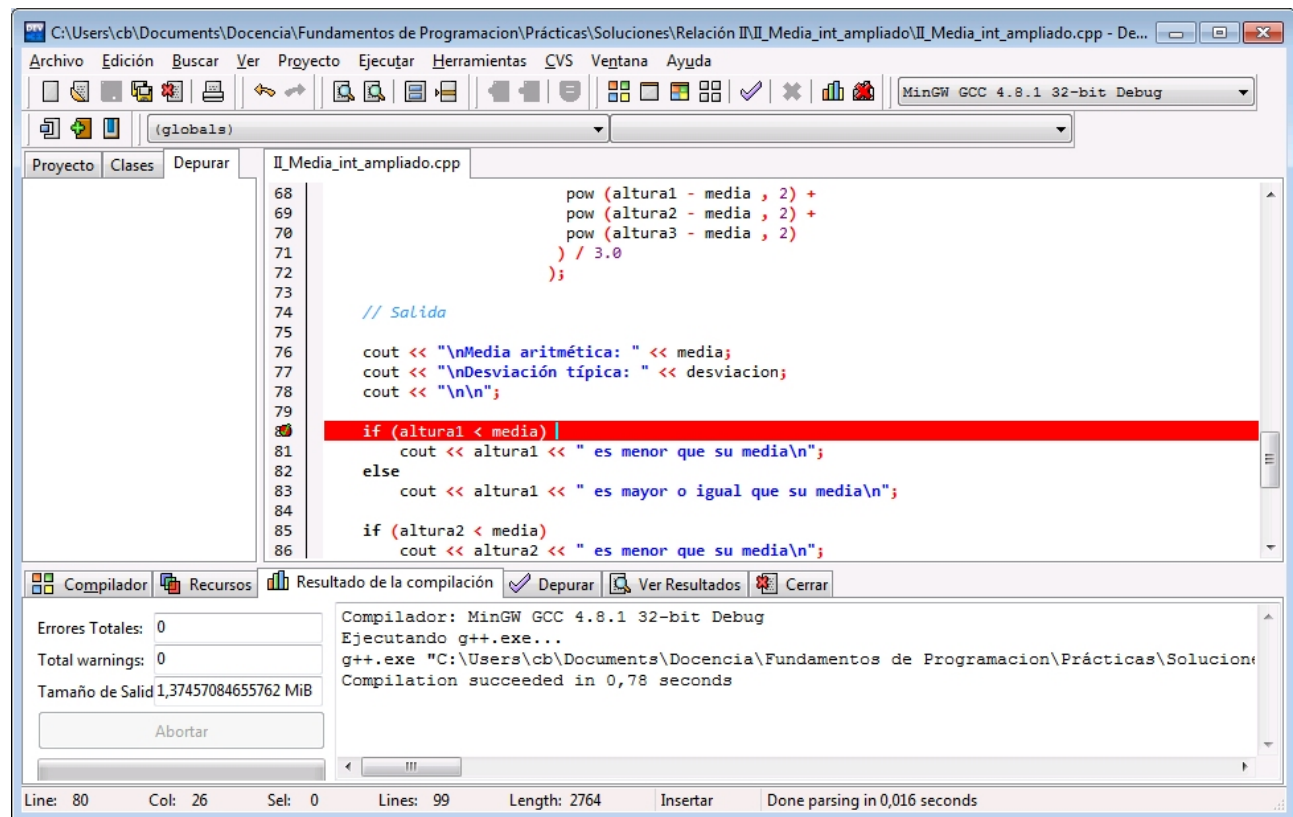 C:\Users\cb\Documents\Docencia\Fundamentos de Programacion\Prácticas\Soluciones\Relación II\II_Media_int_ampliado\II_Media_int_ampliado.cpp - De...
Archivo Edición Buscar Ver Proyecto Ejecutar Herramientas CVS Ventana Ayuda
MinGW GCC 4.8.1 32-bit Debug
(globals)
Proyecto Clases Depurar
II_Media_int_ampliado.cpp
68 pow (altura1 - media , 2) +
69 pow (altura2 - media , 2) +
70 pow (altura3 - media , 2)
71 ) / 3.0
72 );
73
74 // Salida
75
76 cout << "\nMedia aritmética: " << media;
77 cout << "\nDesviación típica: " << desviacion;
78 cout << "\n\n";
79
80 if (altura1 < media)
81 cout << altura1 << " es menor que su media\n";
82 else
83 cout << altura1 << " es mayor o igual que su media\n";
84
85 if (altura2 < media)
86 cout << altura2 << " es menor que su media\n";
Compilador Recursos Resultado de la compilación Depurar Ver Resultados Cerrar
Errores Totales: 0
Total warnings: 0
Tamaño de Salid 1,37457084655762 MiB
Abortar
Compilador: MinGW GCC 4.8.1 32-bit Debug
Ejecutando g++.exe...
g++.exe "C:\Users\cb\Documents\Docencia\Fundamentos de Programacion\Prácticas\Solucion
Compilation succeeded in 0,78 seconds
Line: 80 Col: 26 Sel: 0 Lines: 99 Length: 2764 Insertar Done parsing in 0,016 seconds